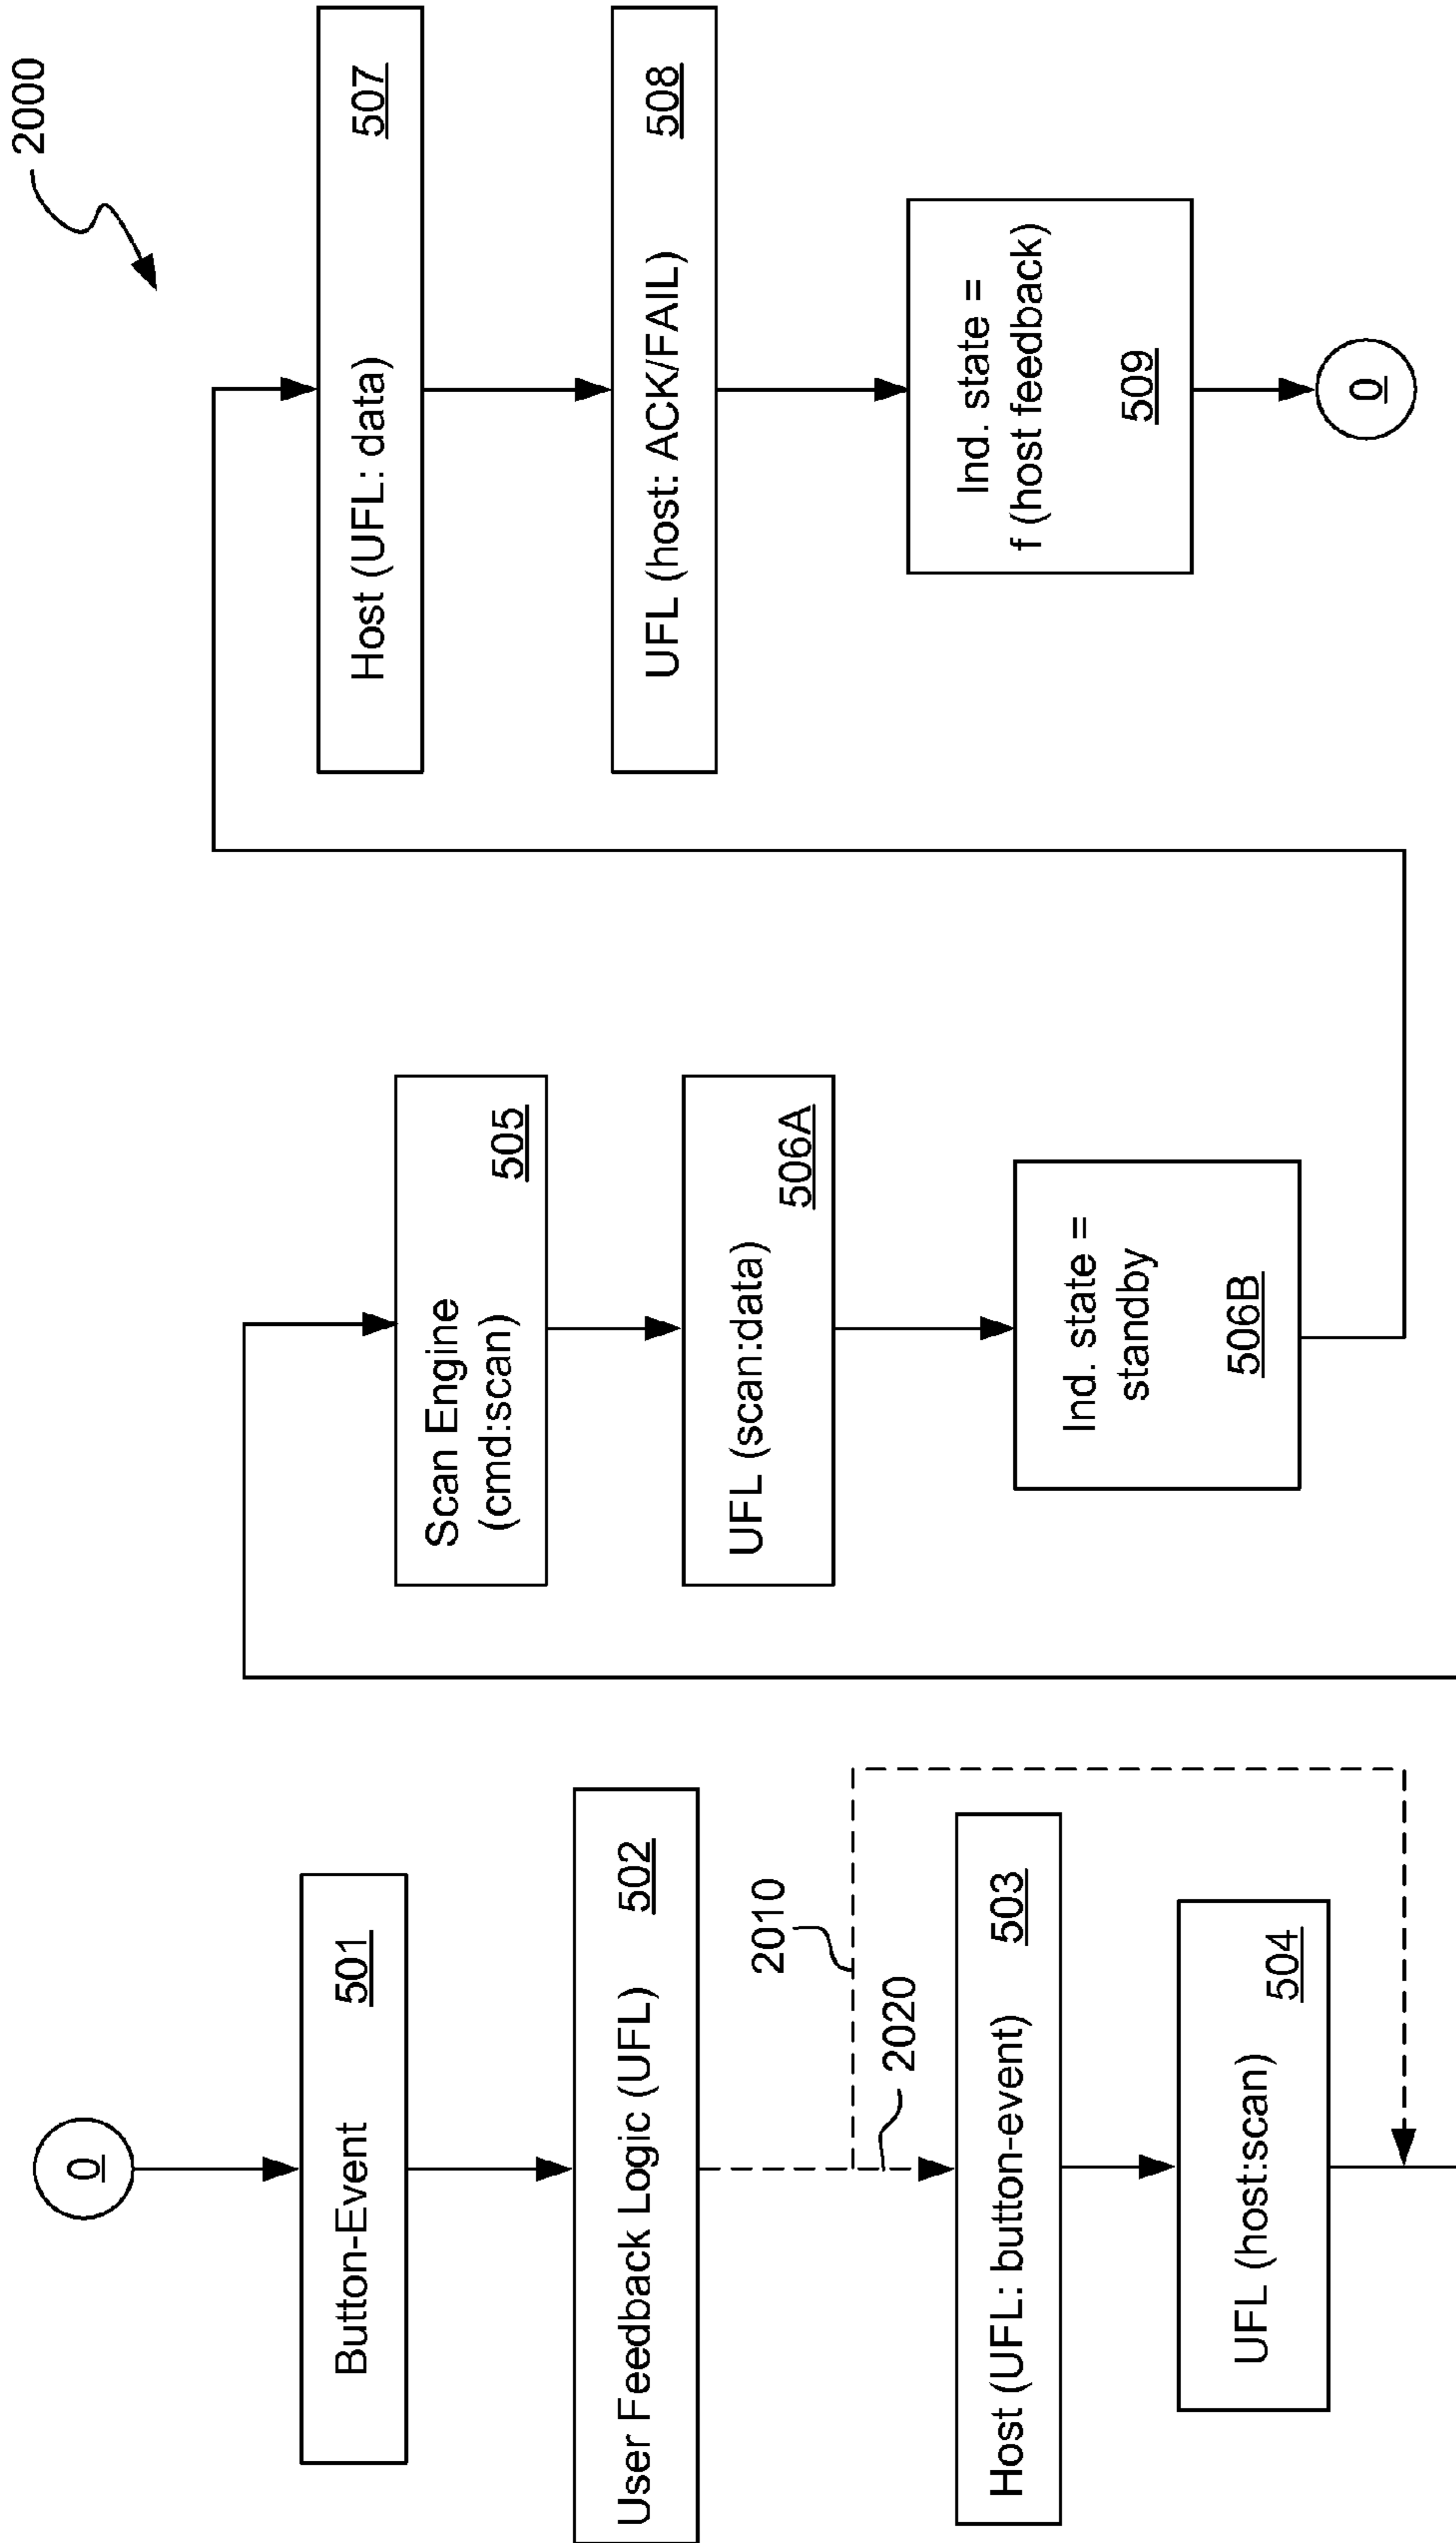 2000
0
Button-Event 501
User Feedback Logic (UFL) 502
2010
2020
Host (UFL: button-event) 503
UFL (host:scan) 504
Scan Engine
(cmd:scan) 505
UFL (scan:data) 506A
Ind. state =
standby
506B
Host (UFL: data) 507
UFL (host: ACK/FAIL) 508
Ind. state =
f (host feedback)
509
0